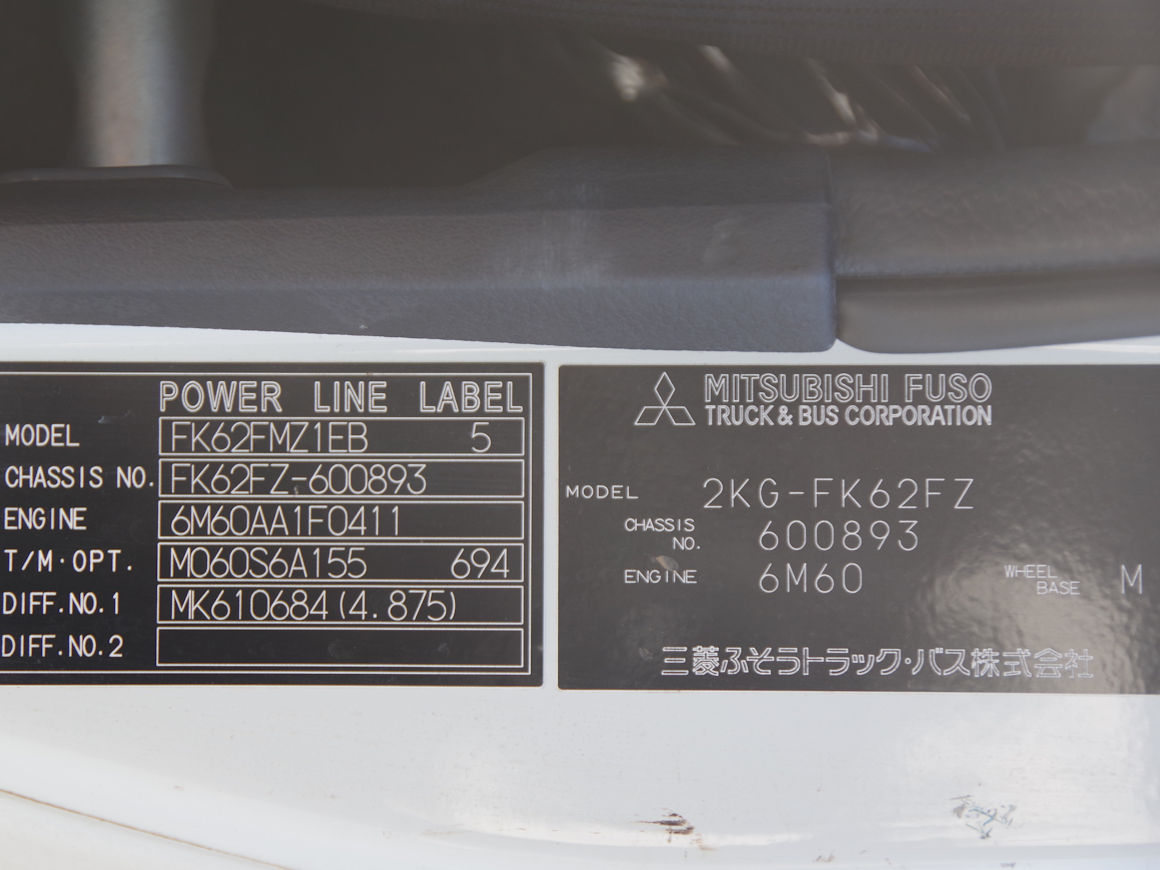 POWER LINE LABEL
MODEL FK62FMZ1EB 5
CHASSIS NO. FK62FZ-600893
ENGINE 6M60AA1F0411
T/M·OPT. M060S6A155 694
DIFF.NO.1 MK610684(4.875)
DIFF.NO.2
MITSUBISHI FUSO
TRUCK & BUS CORPORATION
MODEL 2KG-FK62FZ
CHASSIS NO. 600893
ENGINE 6M60 WHEEL BASE M
三菱ふそうトラック・バス株式会社